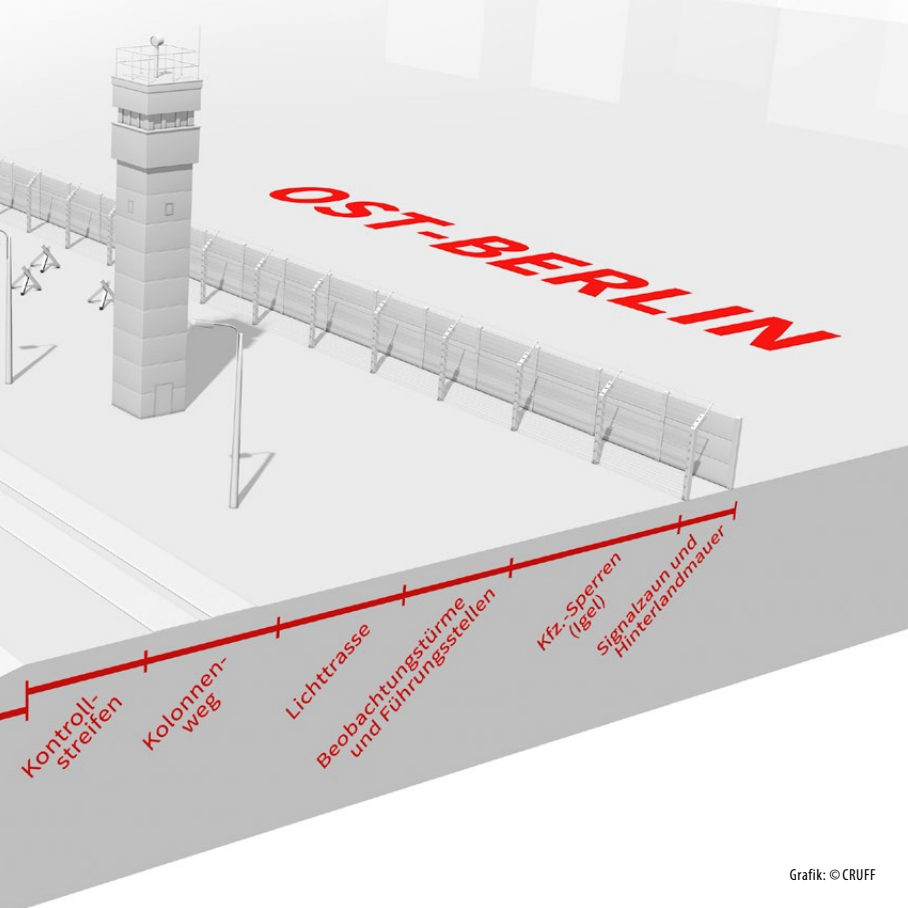 OST-BERLIN
Kontroll-
streifen
Kolonnen-
weg
Lichttrasse
Beobachtungstürme
und Führungsstellen
Kfz.-Sperren
(Igel)
Signalzaun und
Hinterlandmauer
Grafik: © CRUFF